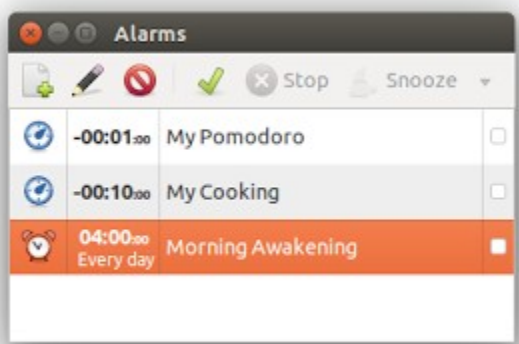 Alarms
Stop Snooze
-00:01:00 My Pomodoro
-00:10:00 My Cooking
04:00:00 Morning Awakening
Every day